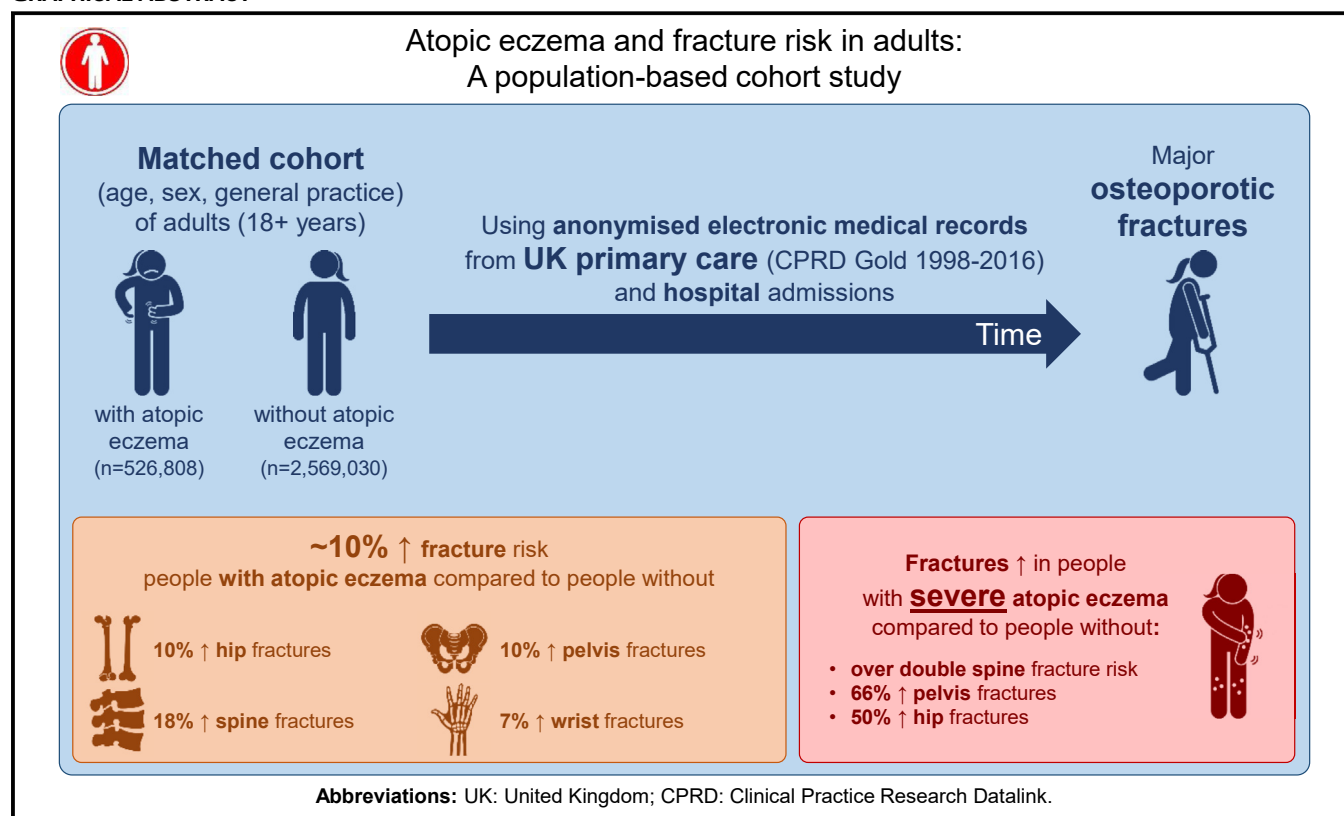 GRAPHICAL ABSTRACT
Atopic eczema and fracture risk in adults:
A population-based cohort study
Matched cohort
(age, sex, general practice)
of adults (18+ years)
with atopic
eczema
(n=526,808)
without atopic
eczema
(n=2,569,030)
Using anonymised electronic medical records
from UK primary care (CPRD Gold 1998-2016)
and hospital admissions
Time
Major
osteoporotic
fractures
~10% ↑ fracture risk
people with atopic eczema compared to people without
10% ↑ hip fractures
10% ↑ pelvis fractures
18% ↑ spine fractures
7% ↑ wrist fractures
Fractures ↑ in people
with severe atopic eczema
compared to people without:
• over double spine fracture risk
• 66% ↑ pelvis fractures
• 50% ↑ hip fractures
Abbreviations: UK: United Kingdom; CPRD: Clinical Practice Research Datalink.